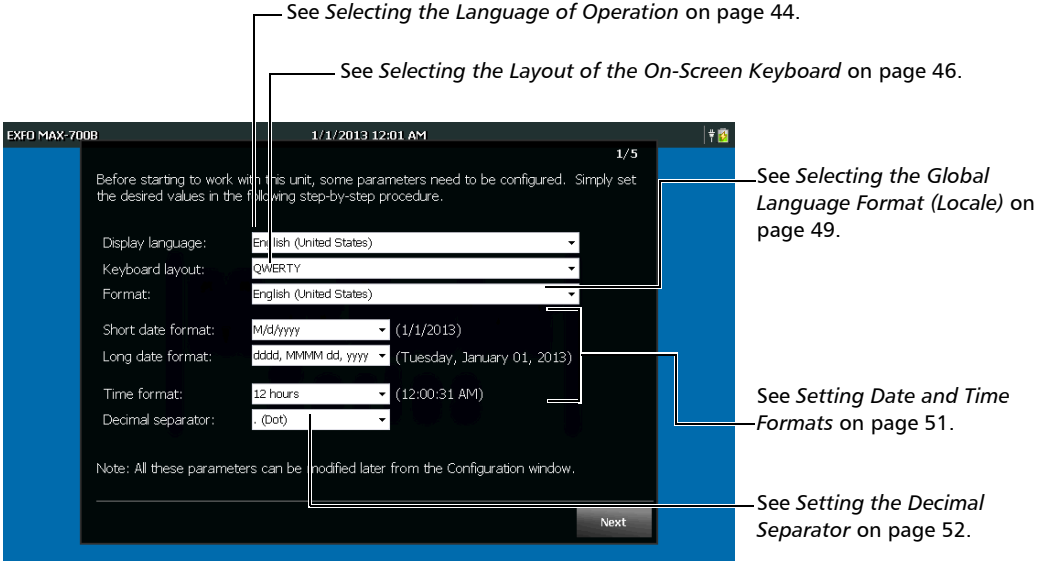 See Selecting the Language of Operation on page 44.
See Selecting the Layout of the On-Screen Keyboard on page 46.
EXFO MAX-700B
1/1/2013 12:01 AM
1/5
Before starting to work with this unit, some parameters need to be configured. Simply set
the desired values in the following step-by-step procedure.
See Selecting the Global
Language Format (Locale) on
page 49.
Display language: English (United States)
Keyboard layout: QWERTY
Format: English (United States)
Short date format: M/d/yyyy (1/1/2013)
Long date format: dddd, MMMM dd, yyyy (Tuesday, January 01, 2013)
Time format: 12 hours (12:00:31 AM)
Decimal separator: . (Dot)
See Setting Date and Time
Formats on page 51.
Note: All these parameters can be modified later from the Configuration window.
See Setting the Decimal
Separator on page 52.
Next